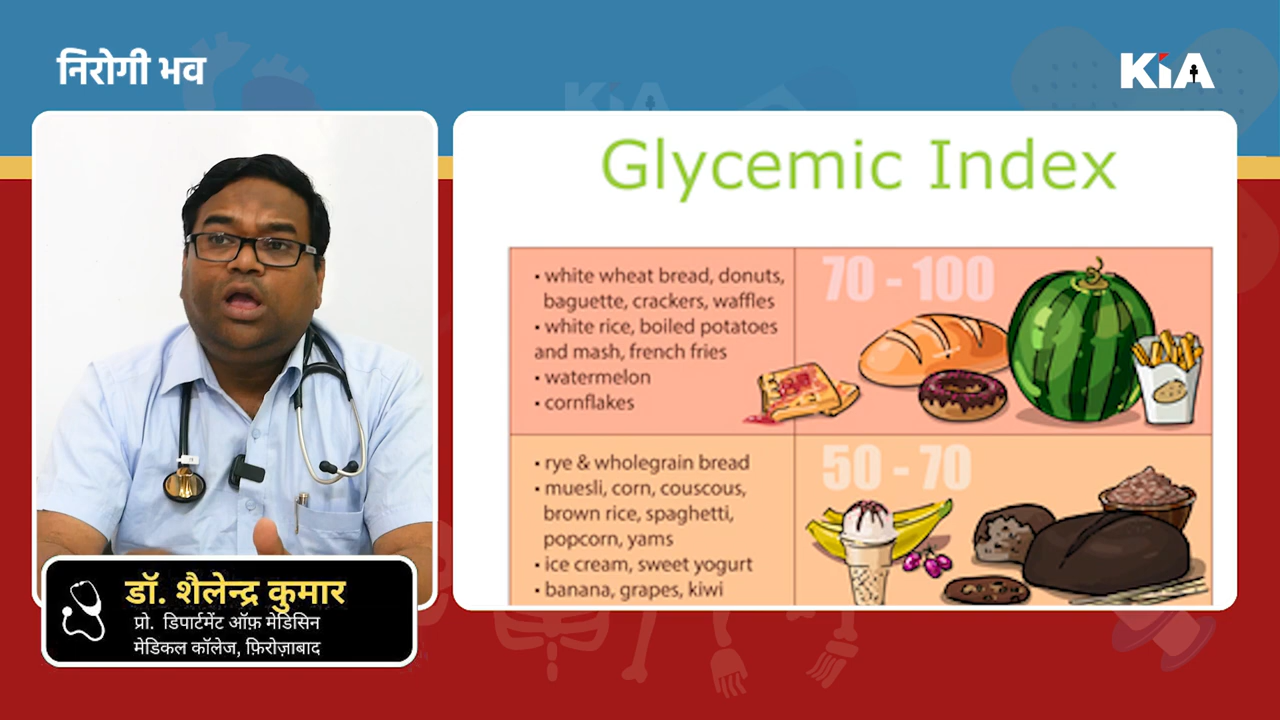 निरोगी भव
KiA
KiA
Glycemic Index
• white wheat bread, donuts,
baguette, crackers, waffles
• white rice, boiled potatoes
and mash, french fries
• watermelon
• cornflakes
70 - 100
• rye & wholegrain bread
• muesli, corn, couscous,
brown rice, spaghetti,
popcorn, yams
• ice cream, sweet yogurt
• banana, grapes, kiwi
50 - 70
डॉ. शैलेन्द्र कुमार
प्रो. डिपार्टमेंट ऑफ़ मेडिसिन
मेडिकल कॉलेज, फ़िरोज़ाबाद